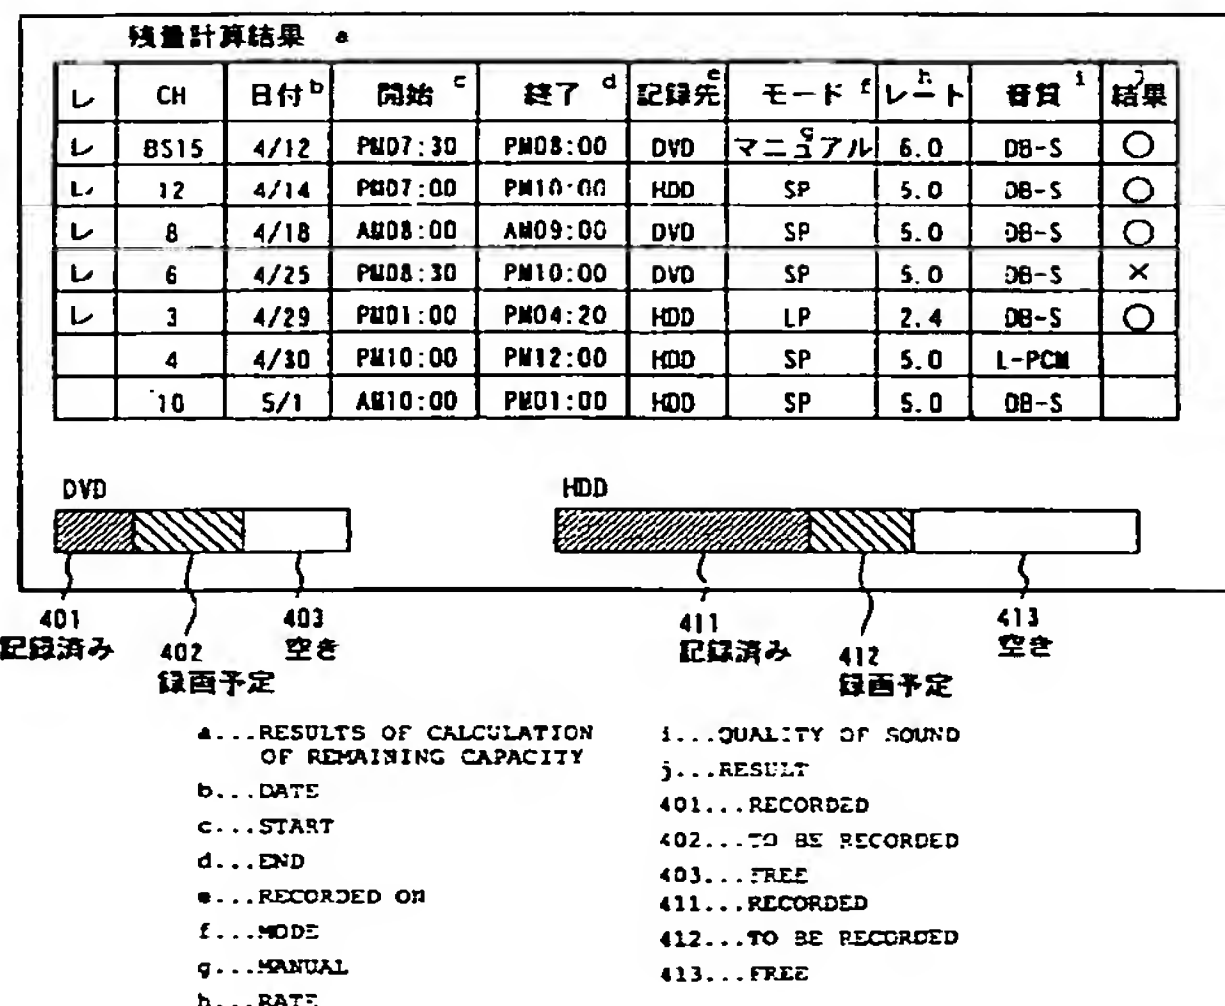 残量計算結果 a
レ CH 日付 b 開始 c 終了 d 記録先 e モード f レート h 音質 i 結果 j
レ BS15 4/12 PM07:30 PM08:00 DVD マニュアル g 6.0 DB-S ○
レ 12 4/14 PM07:00 PM10:00 HDD SP 5.0 DB-S ○
レ 8 4/18 AM08:00 AM09:00 DVD SP 5.0 DB-S ○
レ 6 4/25 PM08:30 PM10:00 DVD SP 5.0 DB-S ×
レ 3 4/29 PM01:00 PM04:20 HDD LP 2.4 DB-S ○
4 4/30 PM10:00 PM12:00 HDD SP 5.0 L-PCM
10 5/1 AM10:00 PM01:00 HDD SP 5.0 DB-S
DVD
HDD
401
記録済み
402
録画予定
403
空き
411
記録済み
412
録画予定
413
空き
a...RESULTS OF CALCULATION
OF REMAINING CAPACITY
b...DATE
c...START
d...END
e...RECORDED ON
f...MODE
g...MANUAL
h...RATE
i...QUALITY OF SOUND
j...RESULT
401...RECORDED
402...TO BE RECORDED
403...FREE
411...RECORDED
412...TO BE RECORDED
413...FREE